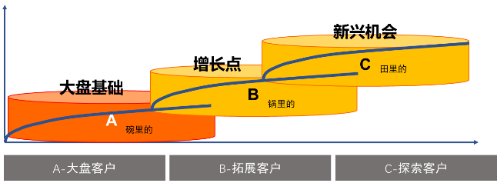 新兴机会
增长点
大盘基础
C 田里的
B 锅里的
A 碗里的
A-大盘客户
B-拓展客户
C-探索客户